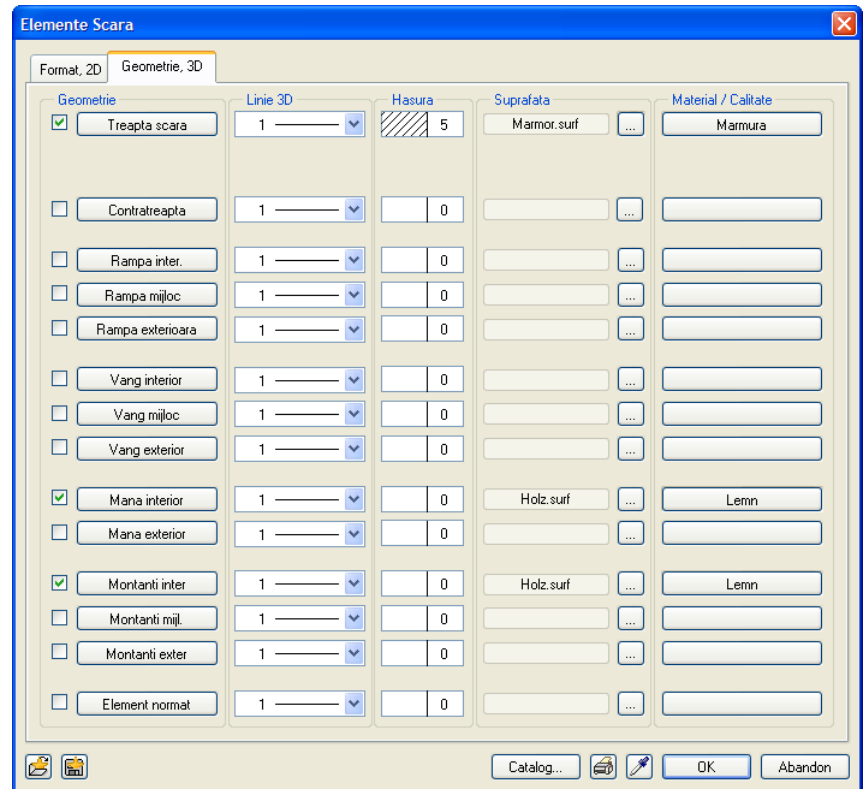 Elemente Scara
Format, 2D Geometrie, 3D
Geometrie Linie 3D Hasura Suprafata Material / Calitate
Treapta scara 1 5 Marmor.surf ... Marmura
Contratreapta 1 0 ...
Rampa inter. 1 0 ...
Rampa mijloc 1 0 ...
Rampa exterioara 1 0 ...
Vang interior 1 0 ...
Vang mijloc 1 0 ...
Vang exterior 1 0 ...
Mana interior 1 0 Holz.surf ... Lemn
Mana exterior 1 0 ...
Montanti inter 1 0 Holz.surf ... Lemn
Montanti mijl. 1 0 ...
Montanti exter 1 0 ...
Element normat 1 0 ...
Catalog... OK Abandon